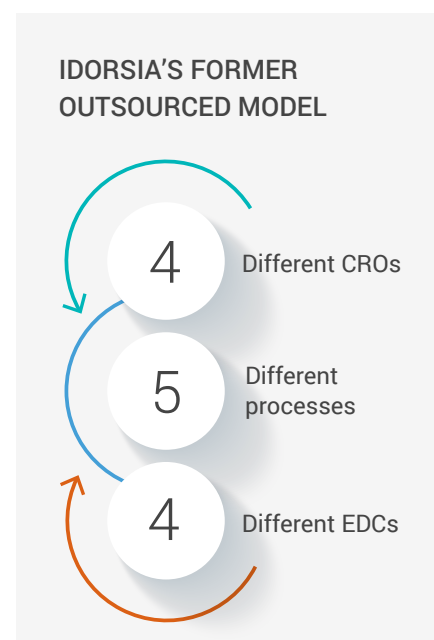 IDORSIA’S FORMER
OUTSOURCED MODEL
4
Different CROs
5
Different
processes
4
Different EDCs